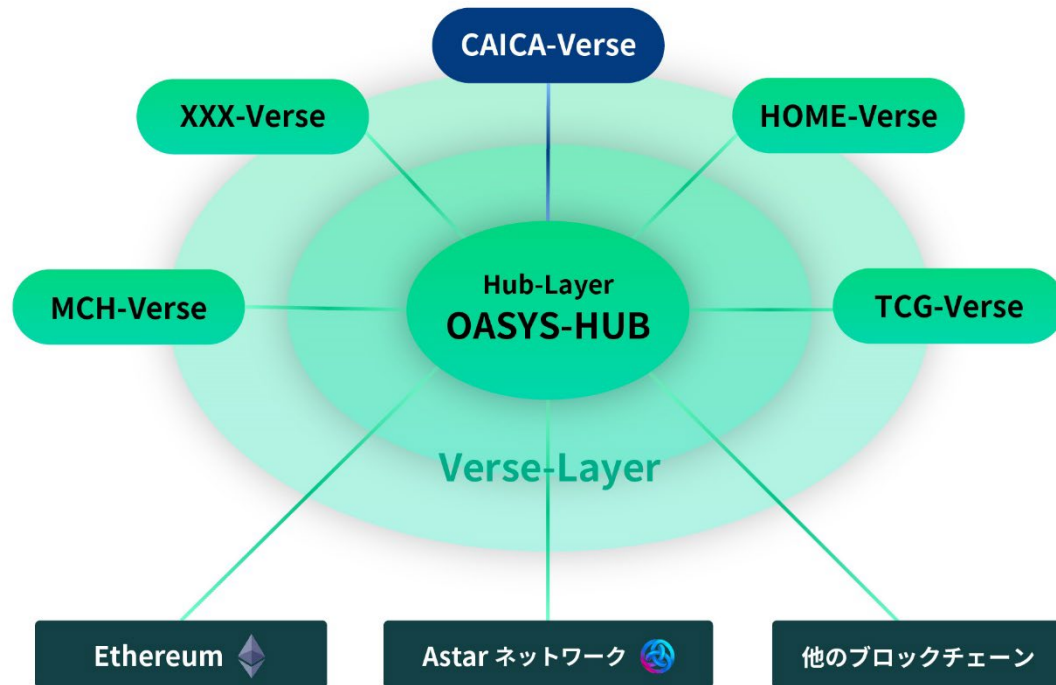 CAICA-Verse
XXX-Verse
HOME-Verse
Hub-Layer
OASYS-HUB
MCH-Verse
TCG-Verse
Verse-Layer
Ethereum
Astar ネットワーク
他のブロックチェーン